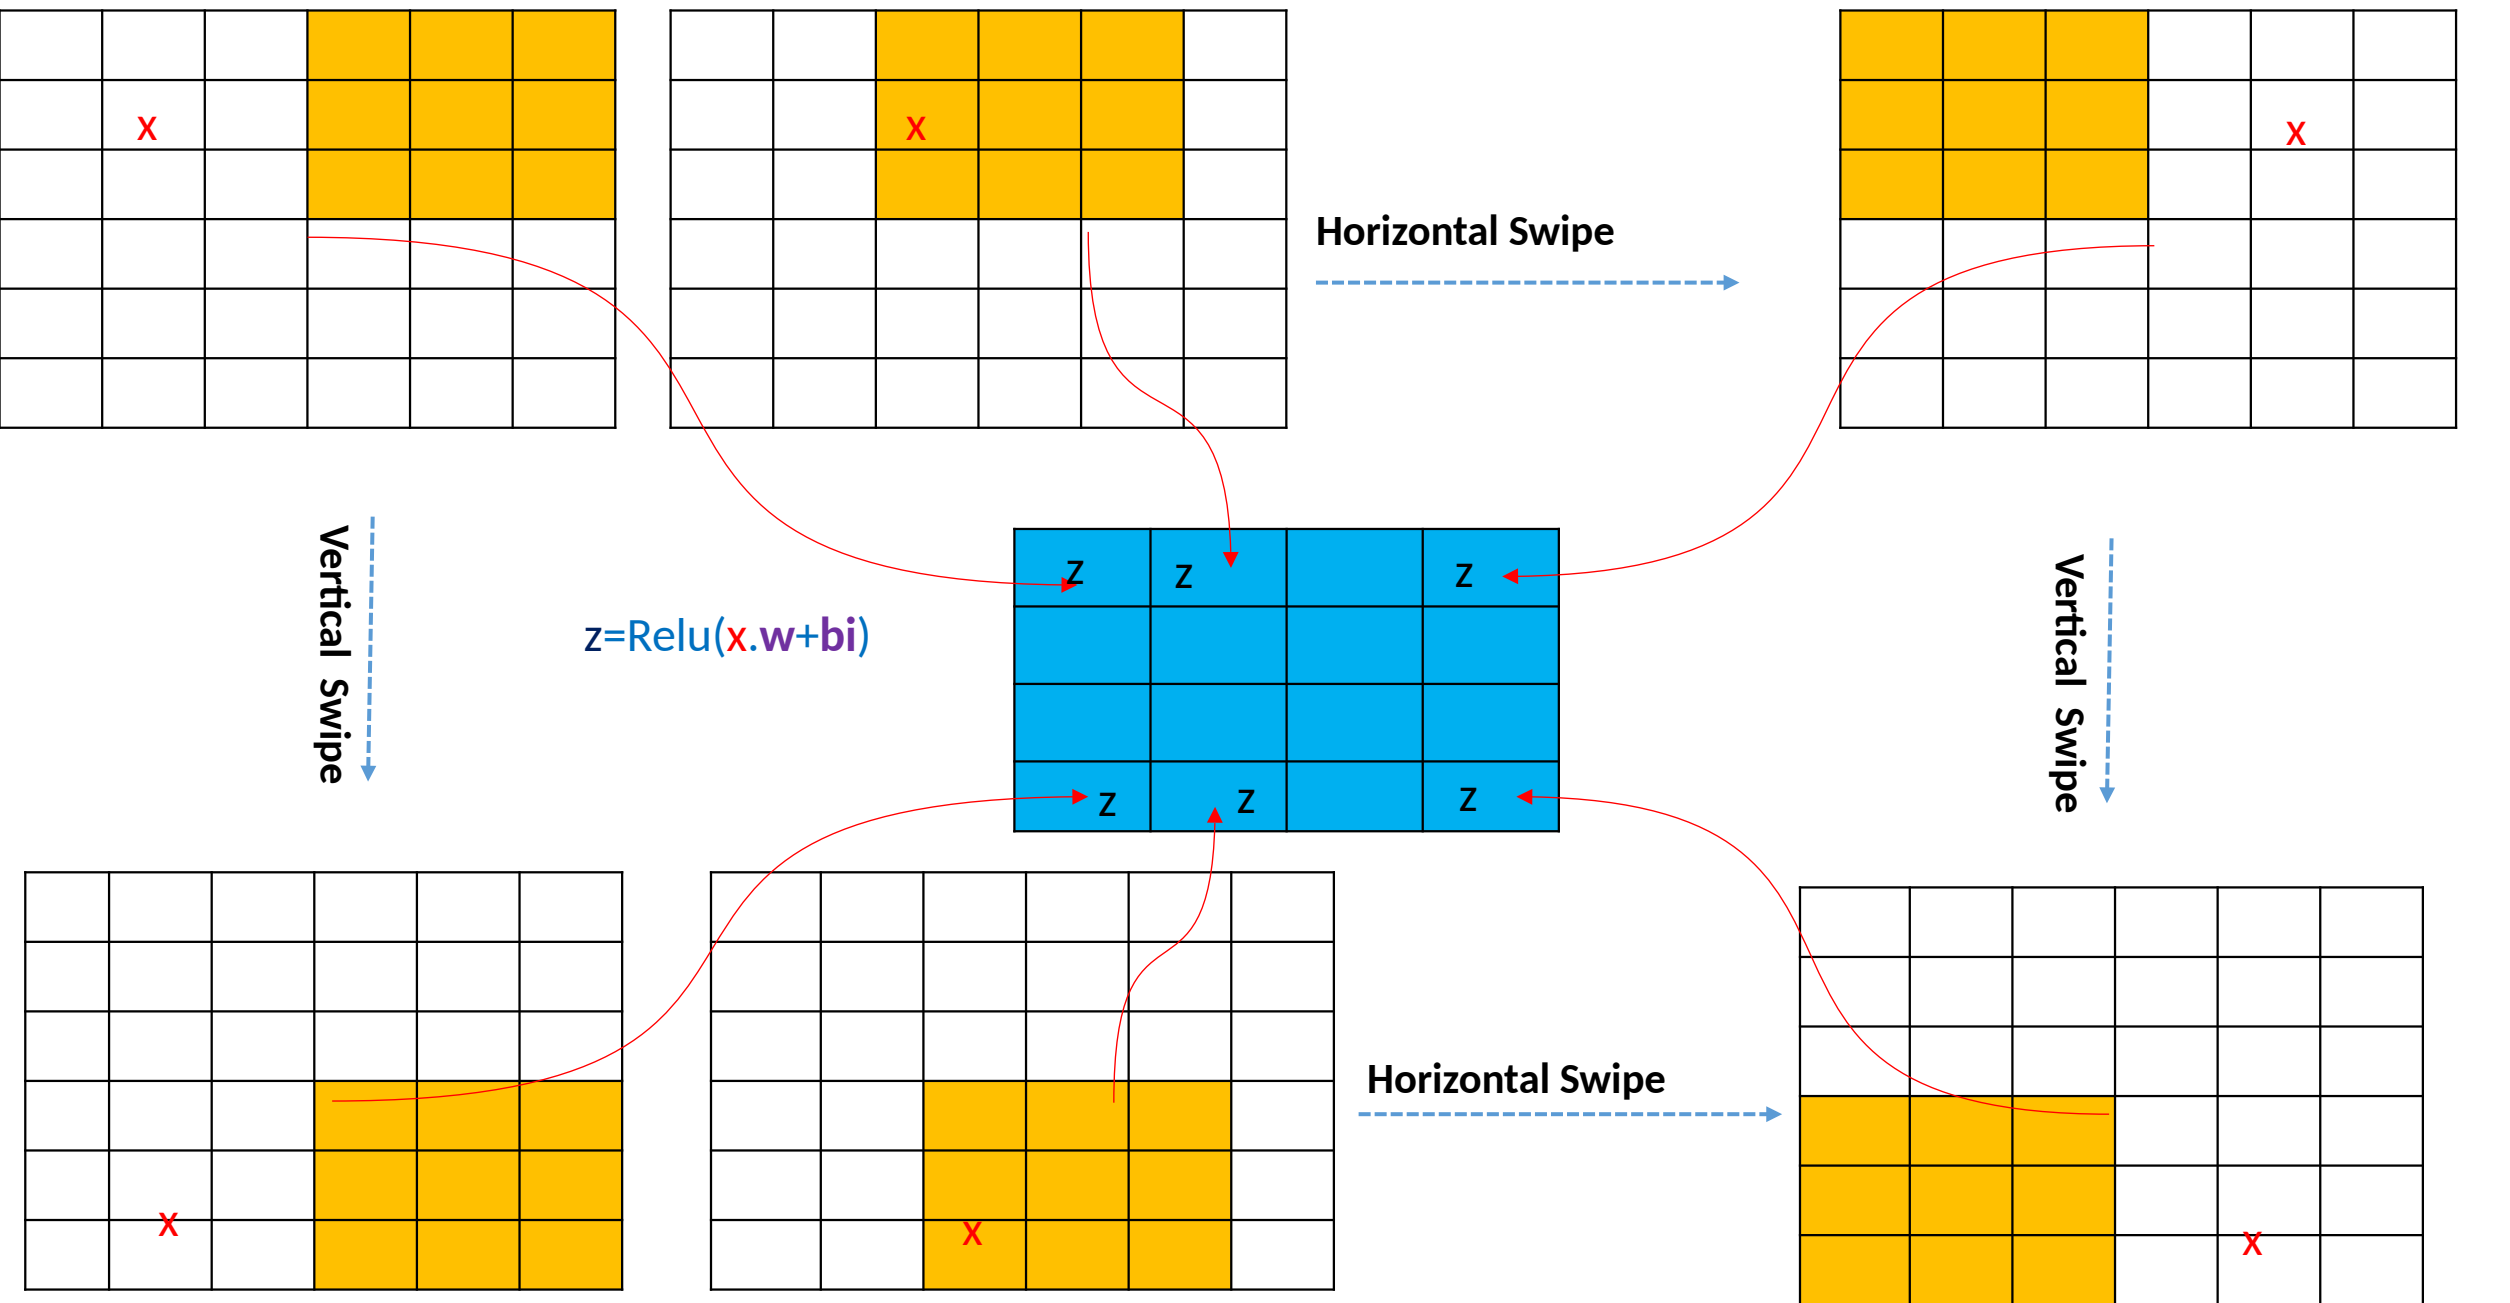 x
x
x
Horizontal Swipe
Vertical Swipe
z
z
z
Vertical Swipe
z=Relu(x.w+bi)
z
z
z
Horizontal Swipe
x
x
x